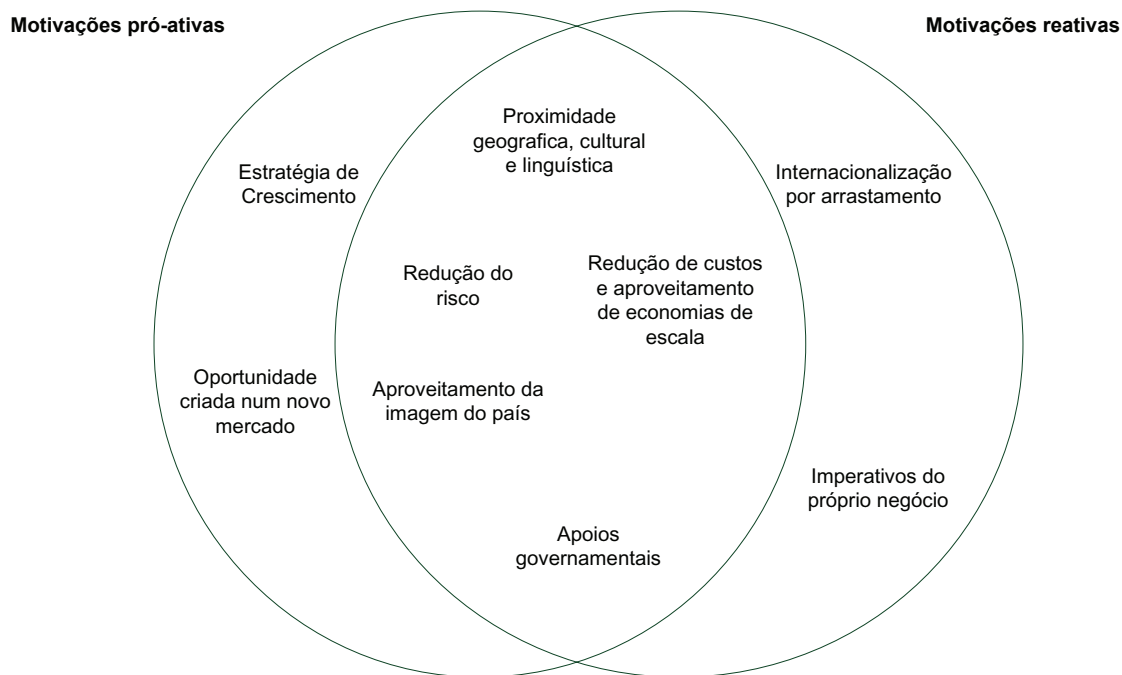 Motivações pró-ativas
Motivações reativas
Proximidade
geografica, cultural
e linguística
Estratégia de
Crescimento
Internacionalização
por arrastamento
Redução do
risco
Redução de custos
e aproveitamento
de economias de
escala
Oportunidade
criada num novo
mercado
Aproveitamento da
imagem do país
Imperativos do
próprio negócio
Apoios
governamentais